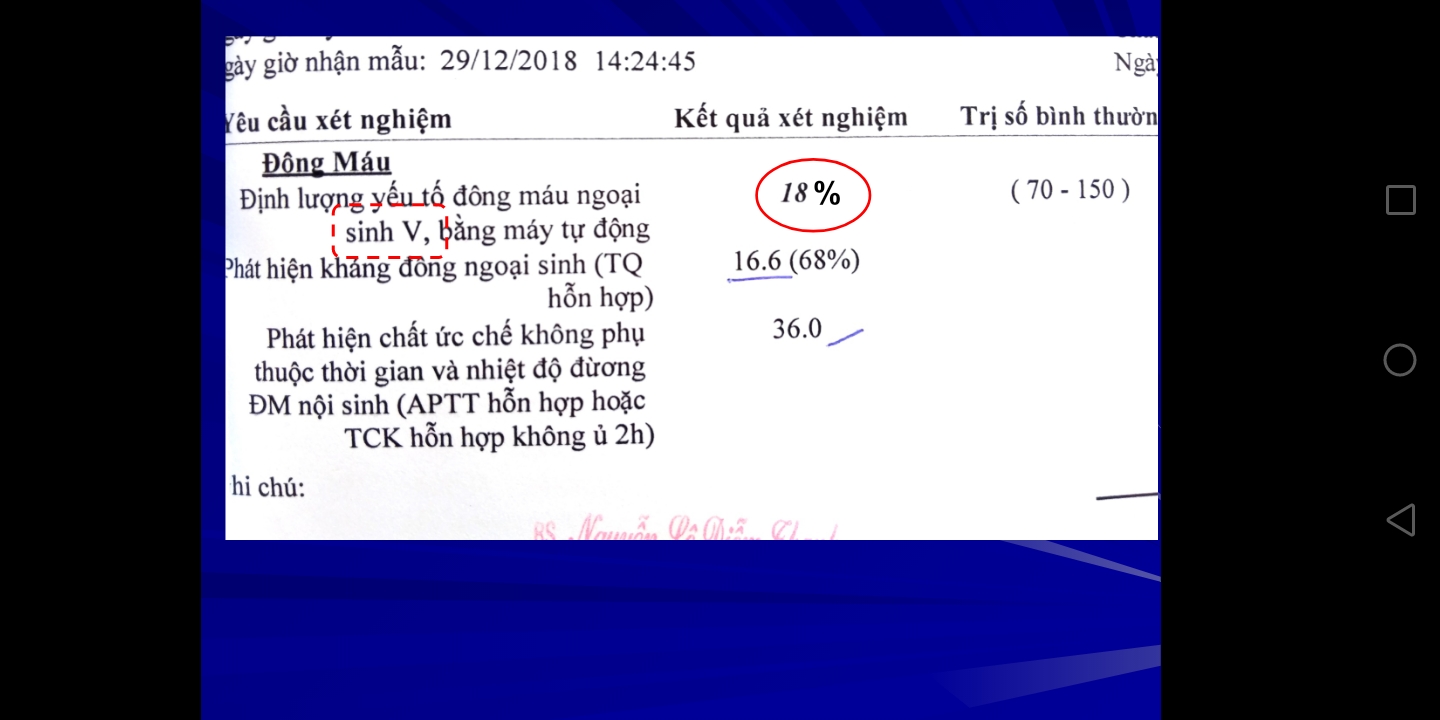 gày giờ nhận mẫu: 29/12/2018 14:24:45
Ngày
Yêu cầu xét nghiệm Kết quả xét nghiệm Trị số bình thườn
Đông Máu
Định lượng yếu tố đông máu ngoại 18 % ( 70 - 150 )
sinh V, bằng máy tự động
Phát hiện kháng đông ngoại sinh (TQ 16.6 (68%)
hỗn hợp)
Phát hiện chất ức chế không phụ 36.0
thuộc thời gian và nhiệt độ đừơng
ĐM nội sinh (APTT hỗn hợp hoặc
TCK hỗn hợp không ủ 2h)
hi chú:
BS. Nguyễn